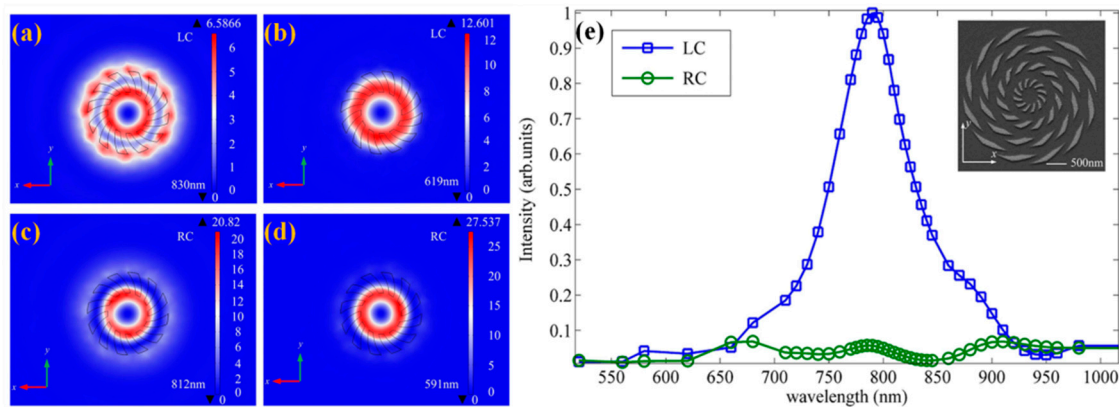 (a)
LC
6.5866
6
5
4
3
2
1
0
0
830nm
y
x
(b)
LC
12.601
12
10
8
6
4
2
0
0
619nm
y
x
(c)
RC
20.82
20
18
16
14
12
10
8
6
4
2
0
0
812nm
y
x
(d)
RC
27.537
25
20
15
10
5
0
0
591nm
y
x
(e)
LC
RC
Intensity (arb.units)
1
0.9
0.8
0.7
0.6
0.5
0.4
0.3
0.2
0.1
550 600 650 700 750 800 850 900 950 1000
wavelength (nm)
y
x
500nm